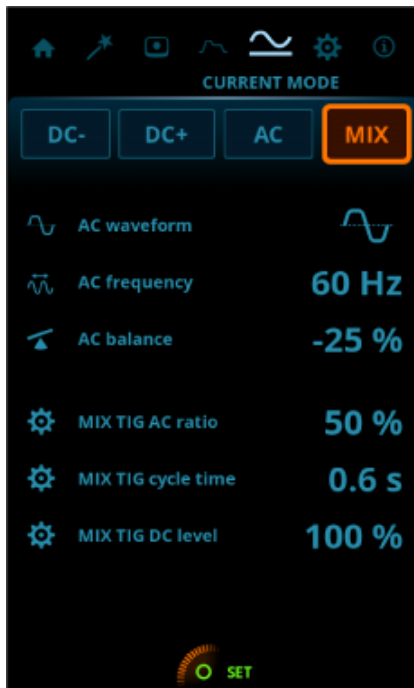 CURRENT MODE
DC- DC+ AC MIX
AC waveform
AC frequency 60 Hz
AC balance -25 %
MIX TIG AC ratio 50 %
MIX TIG cycle time 0.6 s
MIX TIG DC level 100 %
SET